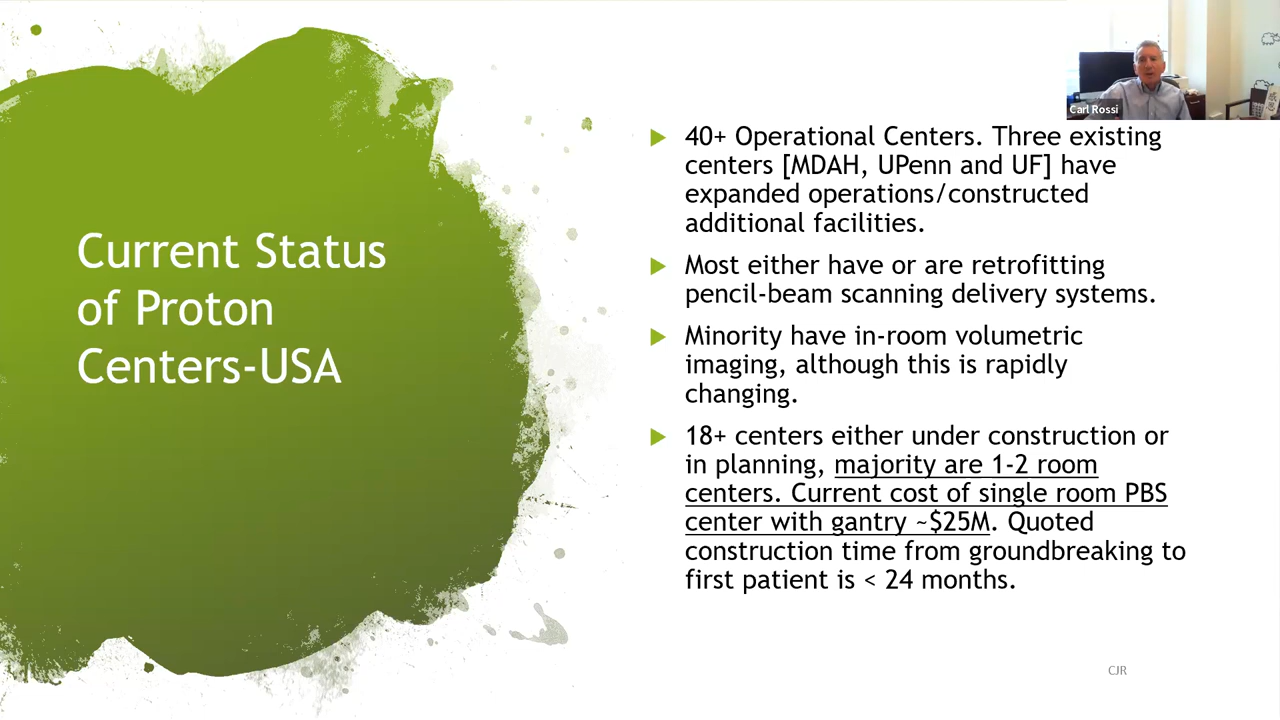 Current Status
of Proton
Centers-USA
Carl Rossi
40+ Operational Centers. Three existing
centers [MDAH, UPenn and UF] have
expanded operations/constructed
additional facilities.
Most either have or are retrofitting
pencil-beam scanning delivery systems.
Minority have in-room volumetric
imaging, although this is rapidly
changing.
18+ centers either under construction or
in planning, majority are 1-2 room
centers. Current cost of single room PBS
center with gantry ~$25M. Quoted
construction time from groundbreaking to
first patient is < 24 months.
CJR